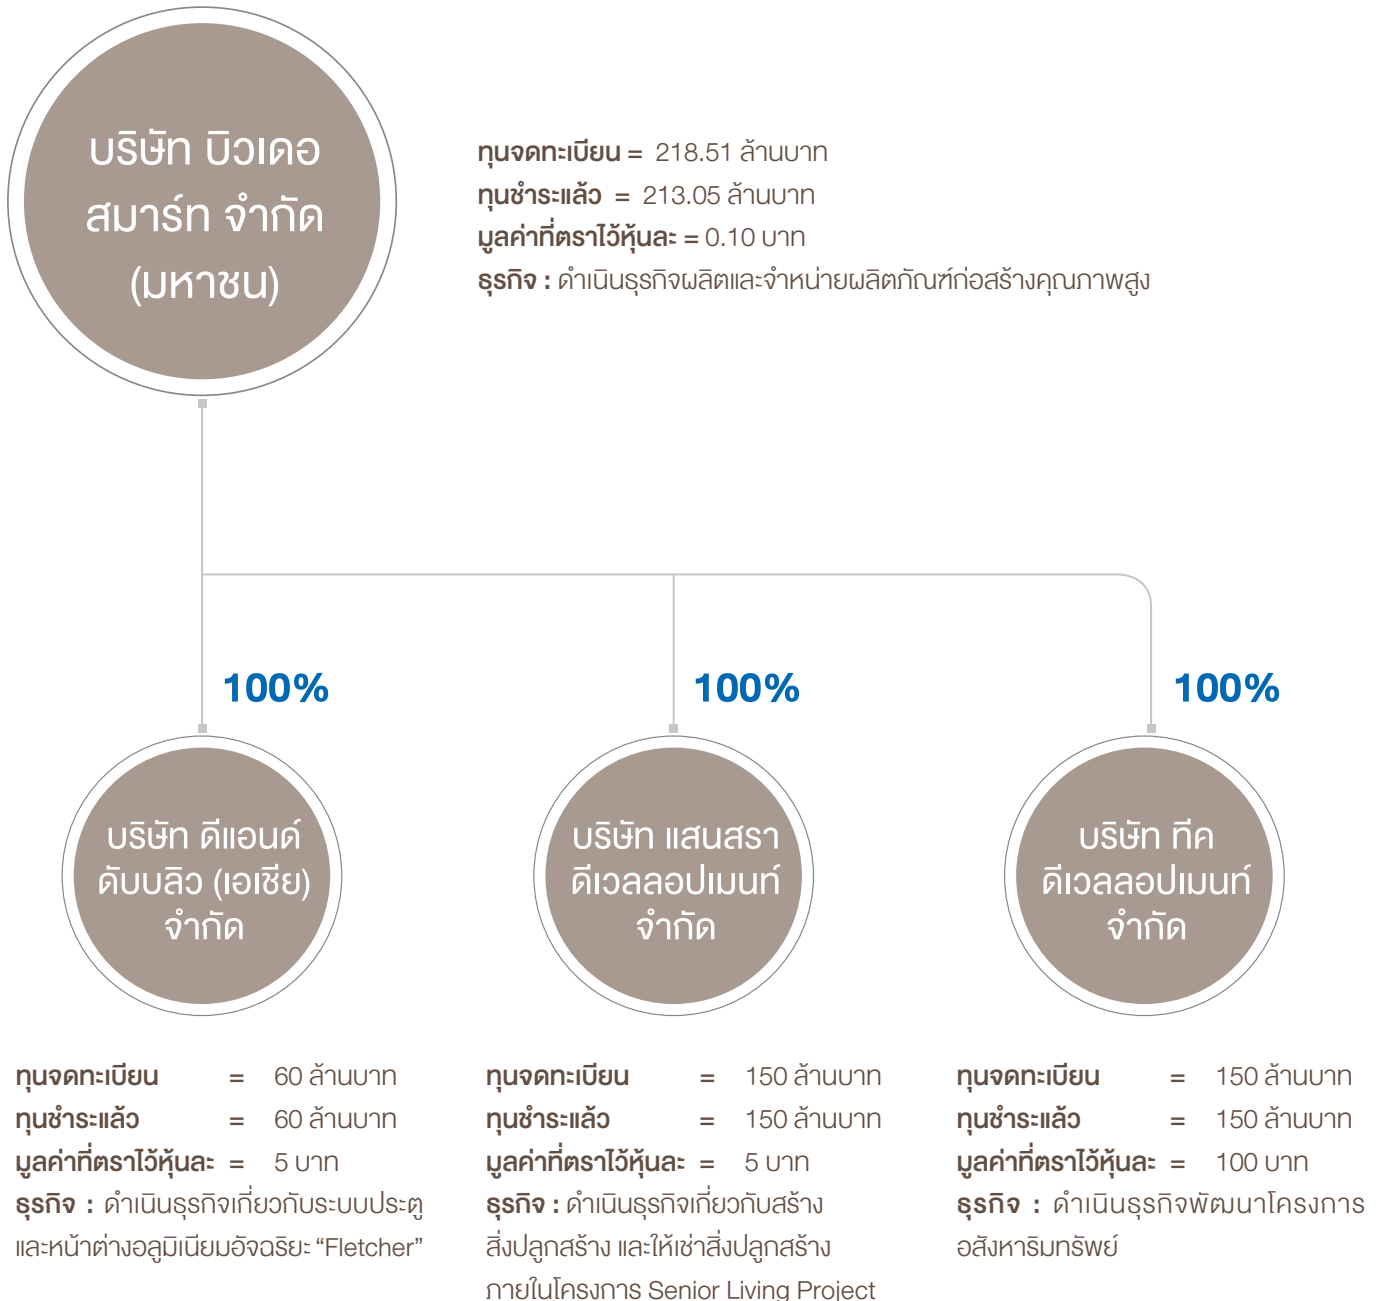 บริษัท บิวเดอ
สมาร์ท จำกัด
(มหาชน)
ทุนจดทะเบียน = 218.51 ล้านบาท
ทุนชำระแล้ว = 213.05 ล้านบาท
มูลค่าที่ตราไว้หุ้นละ = 0.10 บาท
ธุรกิจ : ดำเนินธุรกิจผลิตและจำหน่ายผลิตภัณฑ์ก่อสร้างคุณภาพสูง
100%
100%
100%
บริษัท ดีแอนด์
ดับบลิว (เอเชีย)
จำกัด
บริษัท แสนสรา
ดีเวลลอปเมนท์
จำกัด
บริษัท ทีค
ดีเวลลอปเมนท์
จำกัด
ทุนจดทะเบียน = 60 ล้านบาท
ทุนชำระแล้ว = 60 ล้านบาท
มูลค่าที่ตราไว้หุ้นละ = 5 บาท
ธุรกิจ : ดำเนินธุรกิจเกี่ยวกับระบบประตู
และหน้าต่างอลูมิเนียมอัจฉริยะ “Fletcher”
ทุนจดทะเบียน = 150 ล้านบาท
ทุนชำระแล้ว = 150 ล้านบาท
มูลค่าที่ตราไว้หุ้นละ = 5 บาท
ธุรกิจ : ดำเนินธุรกิจเกี่ยวกับสร้าง
สิ่งปลูกสร้าง และให้เช่าสิ่งปลูกสร้าง
ภายในโครงการ Senior Living Project
ทุนจดทะเบียน = 150 ล้านบาท
ทุนชำระแล้ว = 150 ล้านบาท
มูลค่าที่ตราไว้หุ้นละ = 100 บาท
ธุรกิจ : ดำเนินธุรกิจพัฒนาโครงการ
อสังหาริมทรัพย์